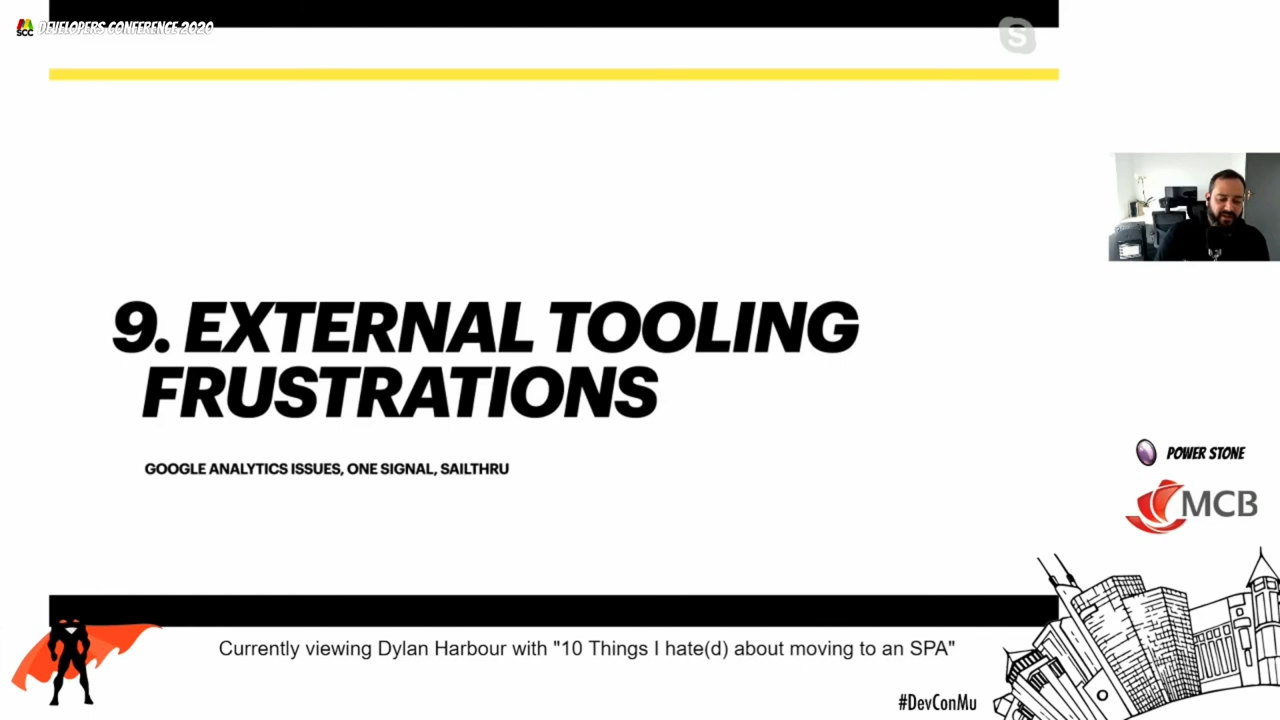 SCC DEVELOPERS CONFERENCE 2020
S
9. EXTERNAL TOOLING
FRUSTRATIONS
GOOGLE ANALYTICS ISSUES, ONE SIGNAL, SAILTHRU
POWER STONE
MCB
Currently viewing Dylan Harbour with "10 Things I hate(d) about moving to an SPA"
#DevConMu